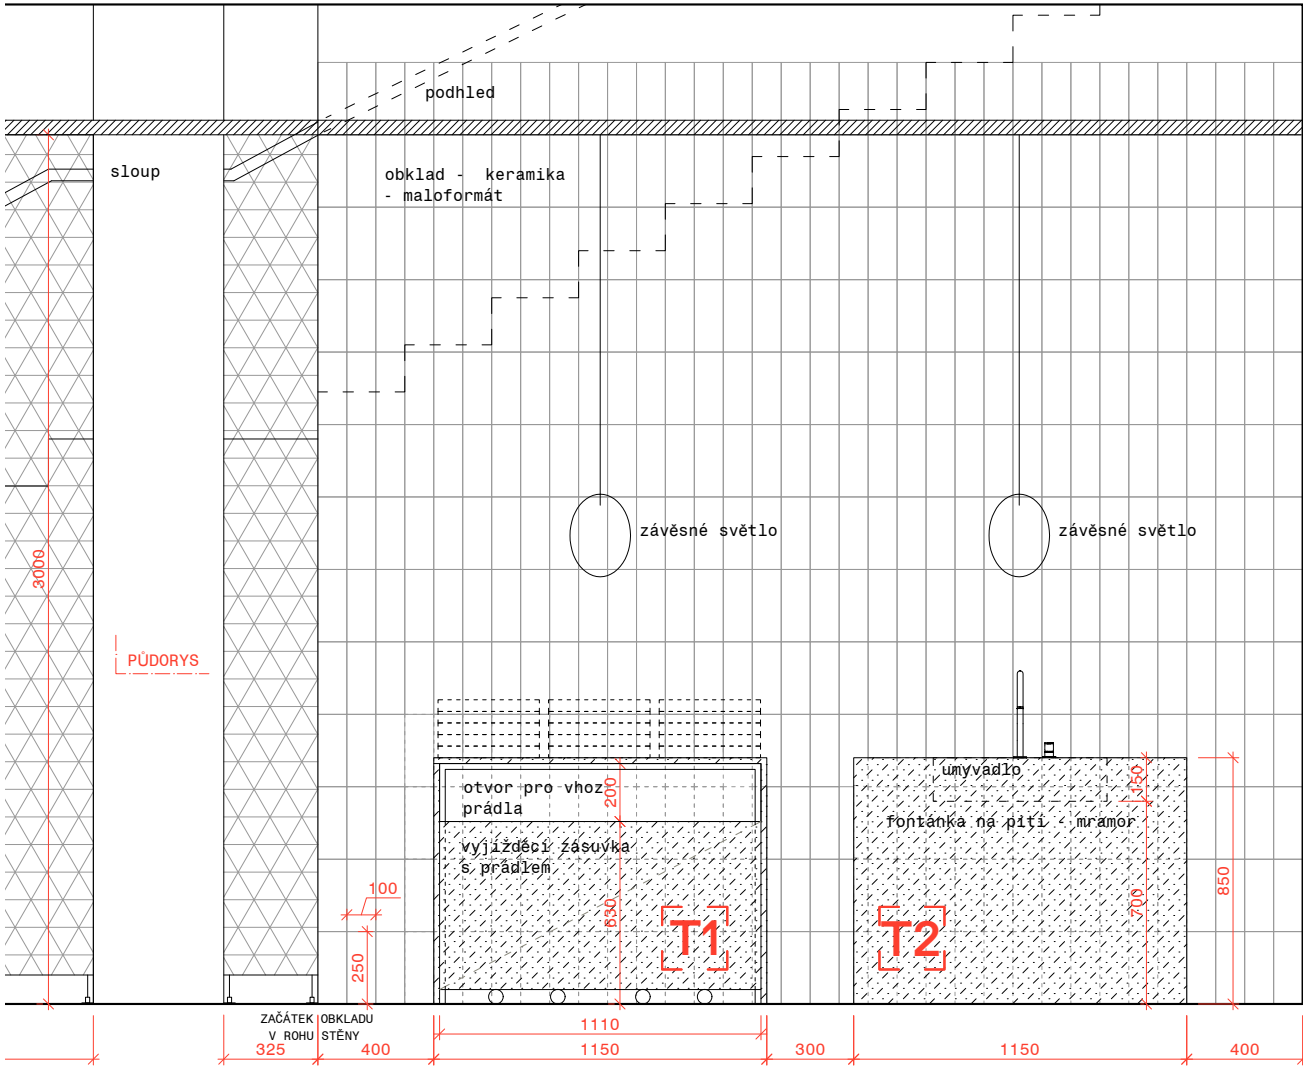 podhled
sloup
obklad - keramika
- maloformát
závěsné světlo
závěsné světlo
3000
PŮDORYS
umyvadlo
150
otvor pro vhoz
prádla
200
fontánka na pití - mramor
vyjíždécí zásuvka
s prádlem
850
100
630
700
T1
T2
250
ZAČÁTEK OBKLADU
V ROHU STĚNY
1110
325
400
1150
300
1150
400